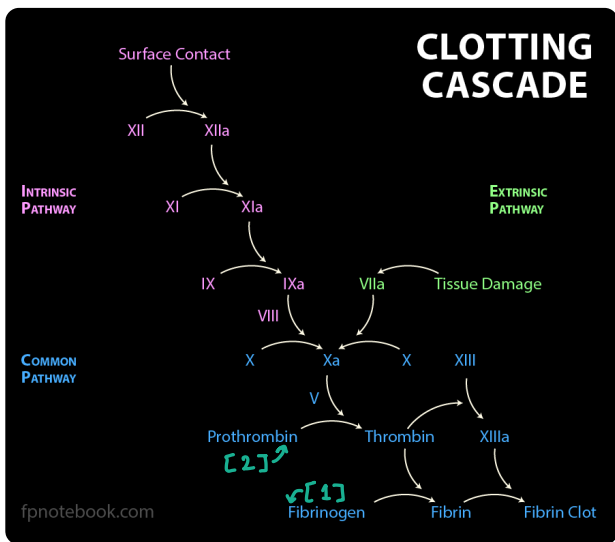 CLOTTING
CASCADE
Surface Contact
XII XIIa
INTRINSIC
PATHWAY
EXTRINSIC
PATHWAY
XI XIa
IX IXa VIIa Tissue Damage
VIII
COMMON
PATHWAY
X Xa X XIII
V
Prothrombin Thrombin XIIIa
[2]
[1]
Fibrinogen Fibrin Fibrin Clot
fpnotebook.com